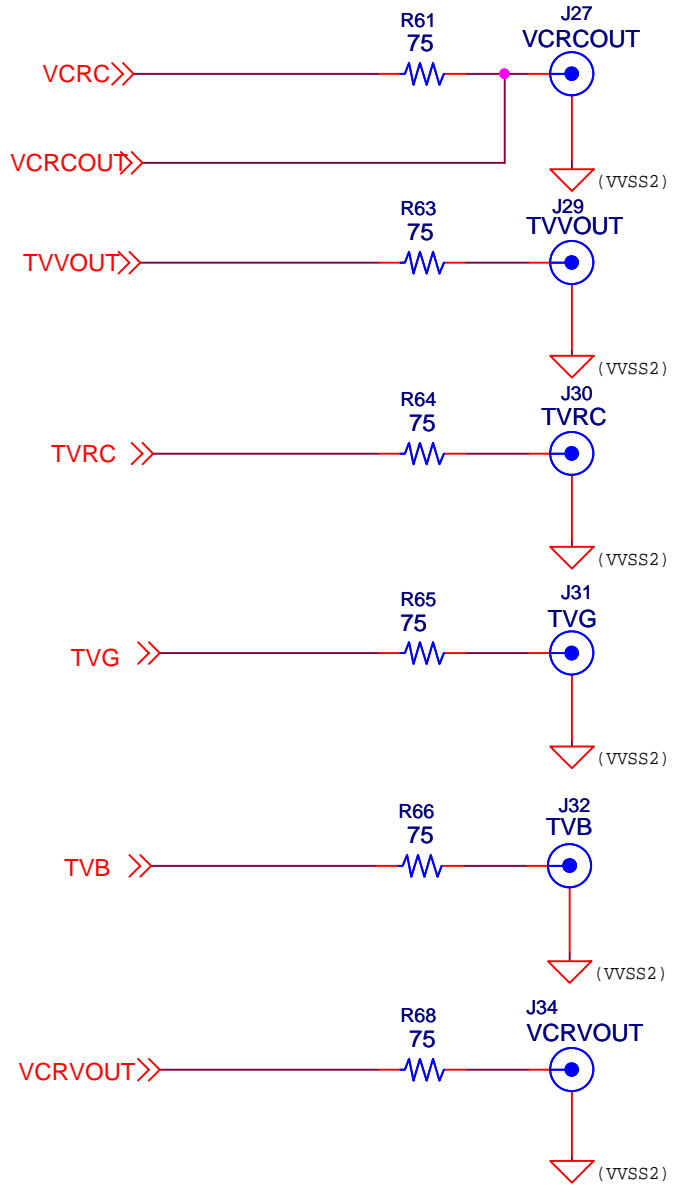 J27
R61
VCRCOUT
75
VCRC
VCRCOUT
(VVSS2)
J29
R63
TVVOUT
75
TVVOUT
(VVSS2)
J30
R64
TVRC
75
TVRC
(VVSS2)
J31
R65
TVG
75
TVG
(VVSS2)
J32
R66
TVB
75
TVB
(VVSS2)
J34
R68
VCRVOUT
75
VCRVOUT
(VVSS2)